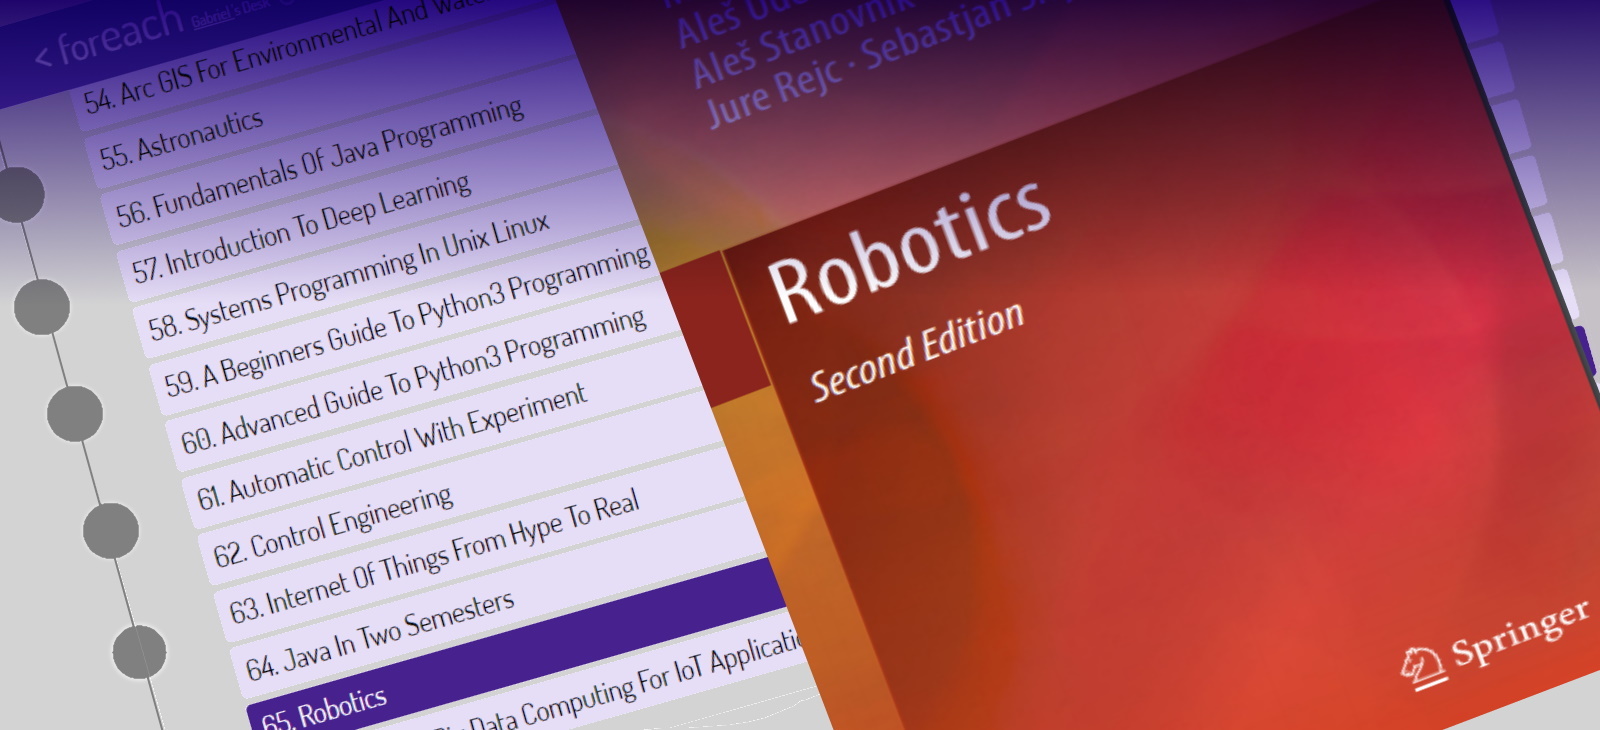 < foreach Gabriel's Desk
54. Arc GIS For Environmental And
55. Astronautics
56. Fundamentals Of Java Programming
57. Introduction To Deep Learning
58. Systems Programming In Unix Linux
59. A Beginners Guide To Python3 Programming
60. Advanced Guide To Python3 Programming
61. Automatic Control With Experiment
62. Control Engineering
63. Internet Of Things From Hype To Real
64. Java In Two Semesters
65. Robotics
Data Computing For IoT
Aleš
Aleš Stanovnik
Jure Rejc · Sebastjan
Robotics
Second Edition
Springer